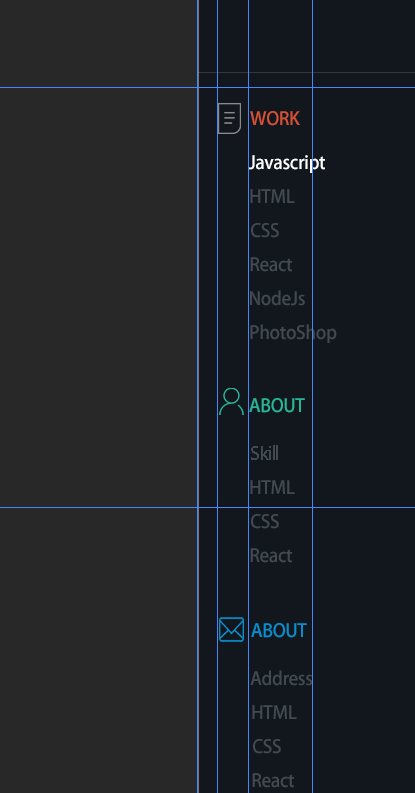 WORK
Javascript
HTML
CSS
React
NodeJs
PhotoShop
ABOUT
Skill
HTML
CSS
React
ABOUT
Address
HTML
CSS
React